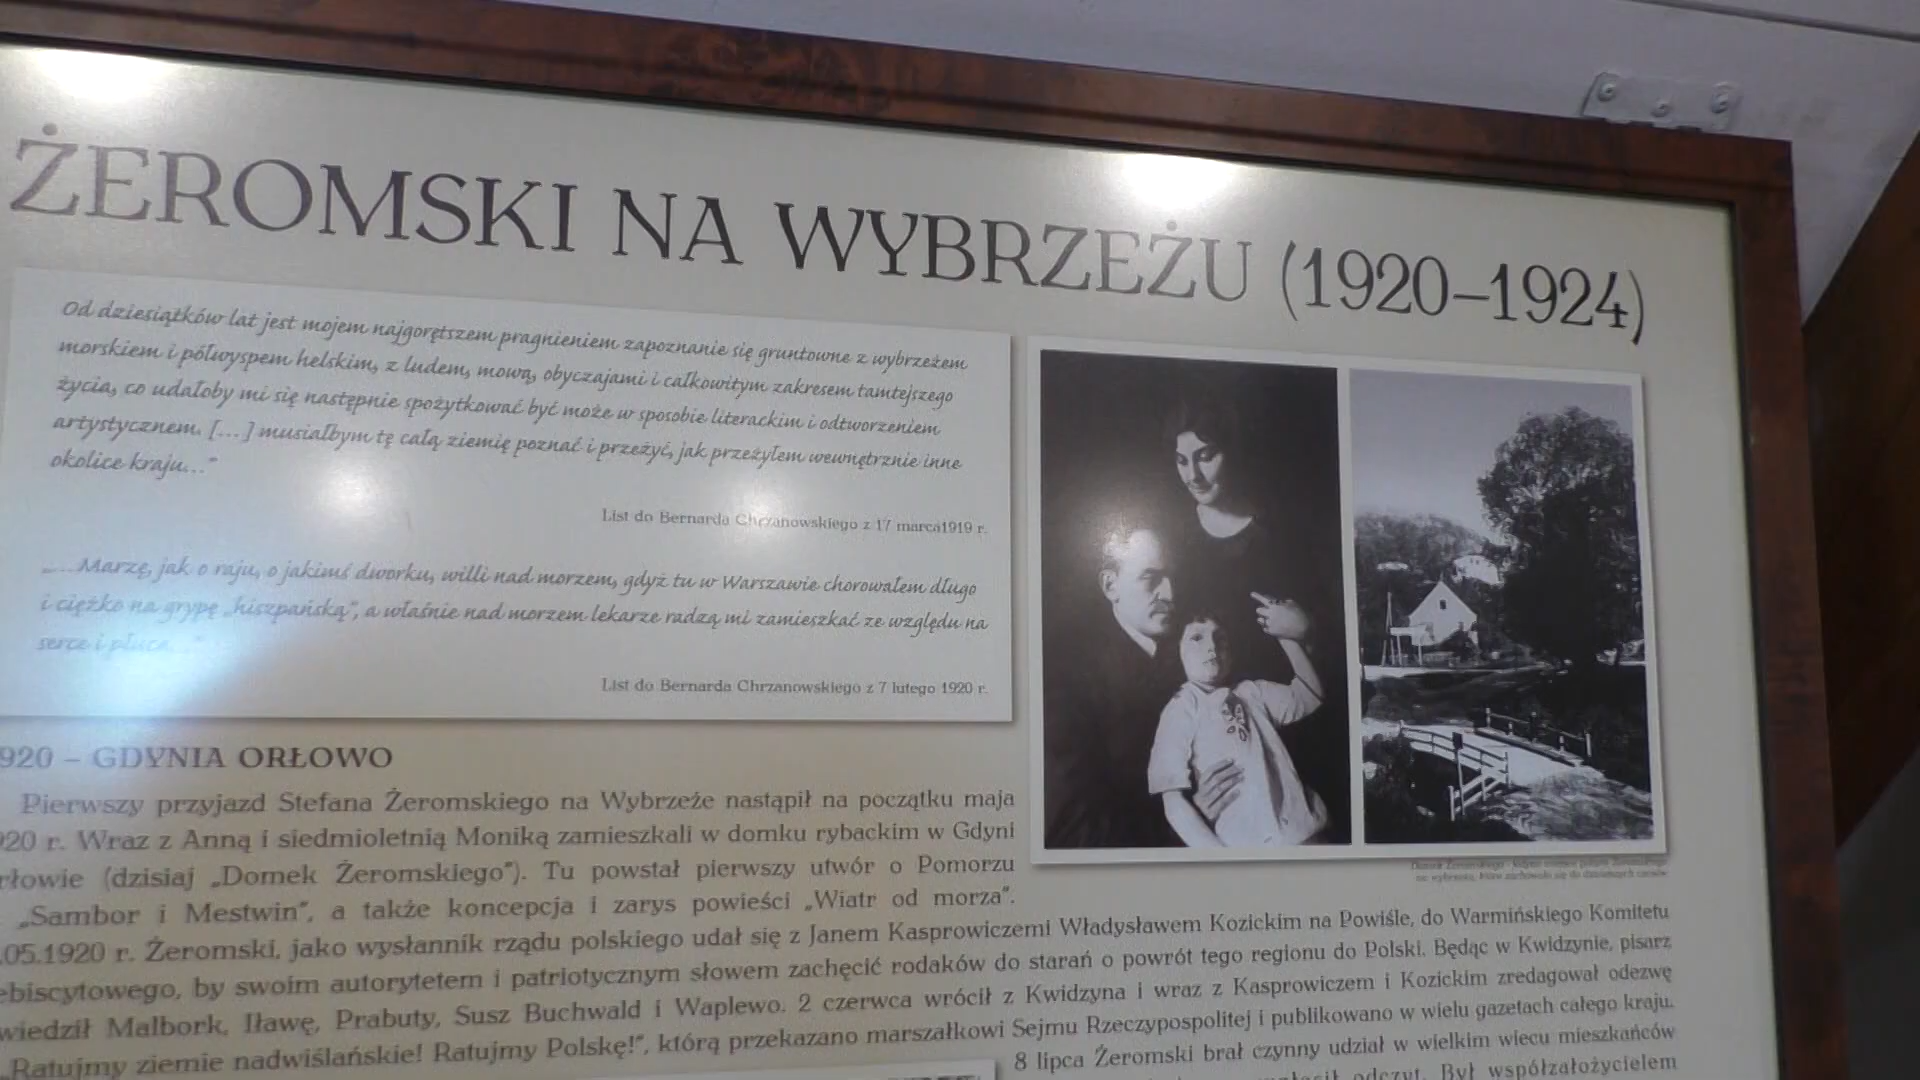 ŻEROMSKI NA WYBRZEŻU (1920–1924)
Od dziesiątków lat jest mojem najgorętszem pragnieniem zapoznanie się gruntowne z wybrzeżem
morskiem i półwyspem helskim, z ludem, mową, obyczajami i całkowitym zakresem tamtejszego
życia, co udałoby mi się następnie spożytkować być może w sposobie literackim i odtworzeniem
artystycznem. [...] musiałbym tę całą ziemię poznać i przeżyć, jak przeżyłem wewnętrznie inne
okolice kraju..."
List do Bernarda Chrzanowskiego z 17 marca1919 r.
„...Marzę, jak o raju, o jakimś dworku, willi nad morzem, gdyż tu w Warszawie chorowałem długo
i ciężko na grypę „hiszpańską", a właśnie nad morzem lekarze radzą mi zamieszkać ze względu na
serce i płuca..."
List do Bernarda Chrzanowskiego z 7 lutego 1920 r.
920 – GDYNIA ORŁOWO
Pierwszy przyjazd Stefana Żeromskiego na Wybrzeże nastąpił na początku maja
920 r. Wraz z Anną i siedmioletnią Moniką zamieszkali w domku rybackim w Gdyni
rłowie (dzisiaj „Domek Żeromskiego"). Tu powstał pierwszy utwór o Pomorzu
„Sambor i Mestwin", a także koncepcja i zarys powieści „Wiatr od morza".
.05.1920 r. Żeromski, jako wysłannik rządu polskiego udał się z Janem Kasprowiczemi Władysławem Kozickim na Powiśle, do Warmińskiego Komitetu
ebiscytowego, by swoim autorytetem i patriotycznym słowem zachęcić rodaków do starań o powrót tego regionu do Polski. Będąc w Kwidzynie, pisarz
wiedził Malbork, Iławę, Prabuty, Susz Buchwald i Waplewo. 2 czerwca wrócił z Kwidzyna i wraz z Kasprowiczem i Kozickim zredagował odezwę
„Ratujmy ziemie nadwiślańskie! Ratujmy Polskę!", którą przekazano marszałkowi Sejmu Rzeczypospolitej i publikowano w wielu gazetach całego kraju.
8 lipca Żeromski brał czynny udział w wielkim wiecu mieszkańców
odczyt. Był współzałożycielem